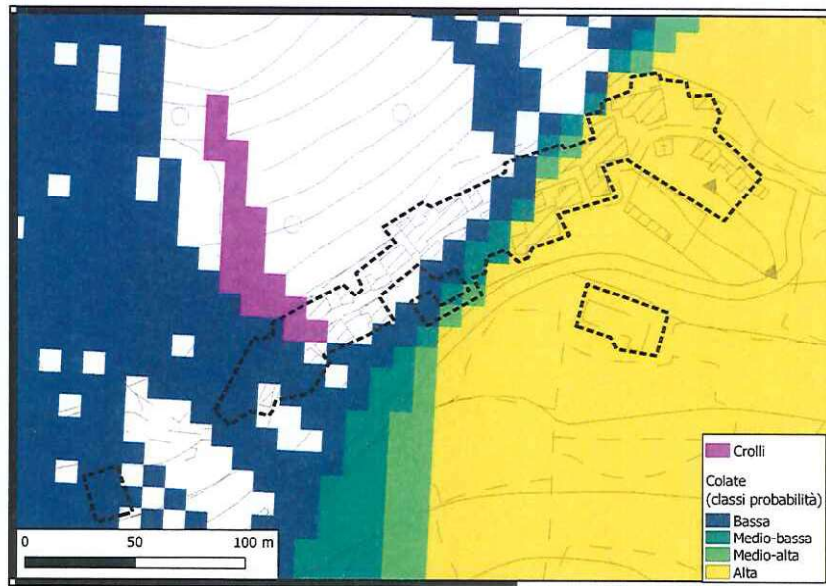 Crolli
Colate
(classi probabilità)
Bassa
Medio-bassa
Medio-alta
Alta
0 50 100 m